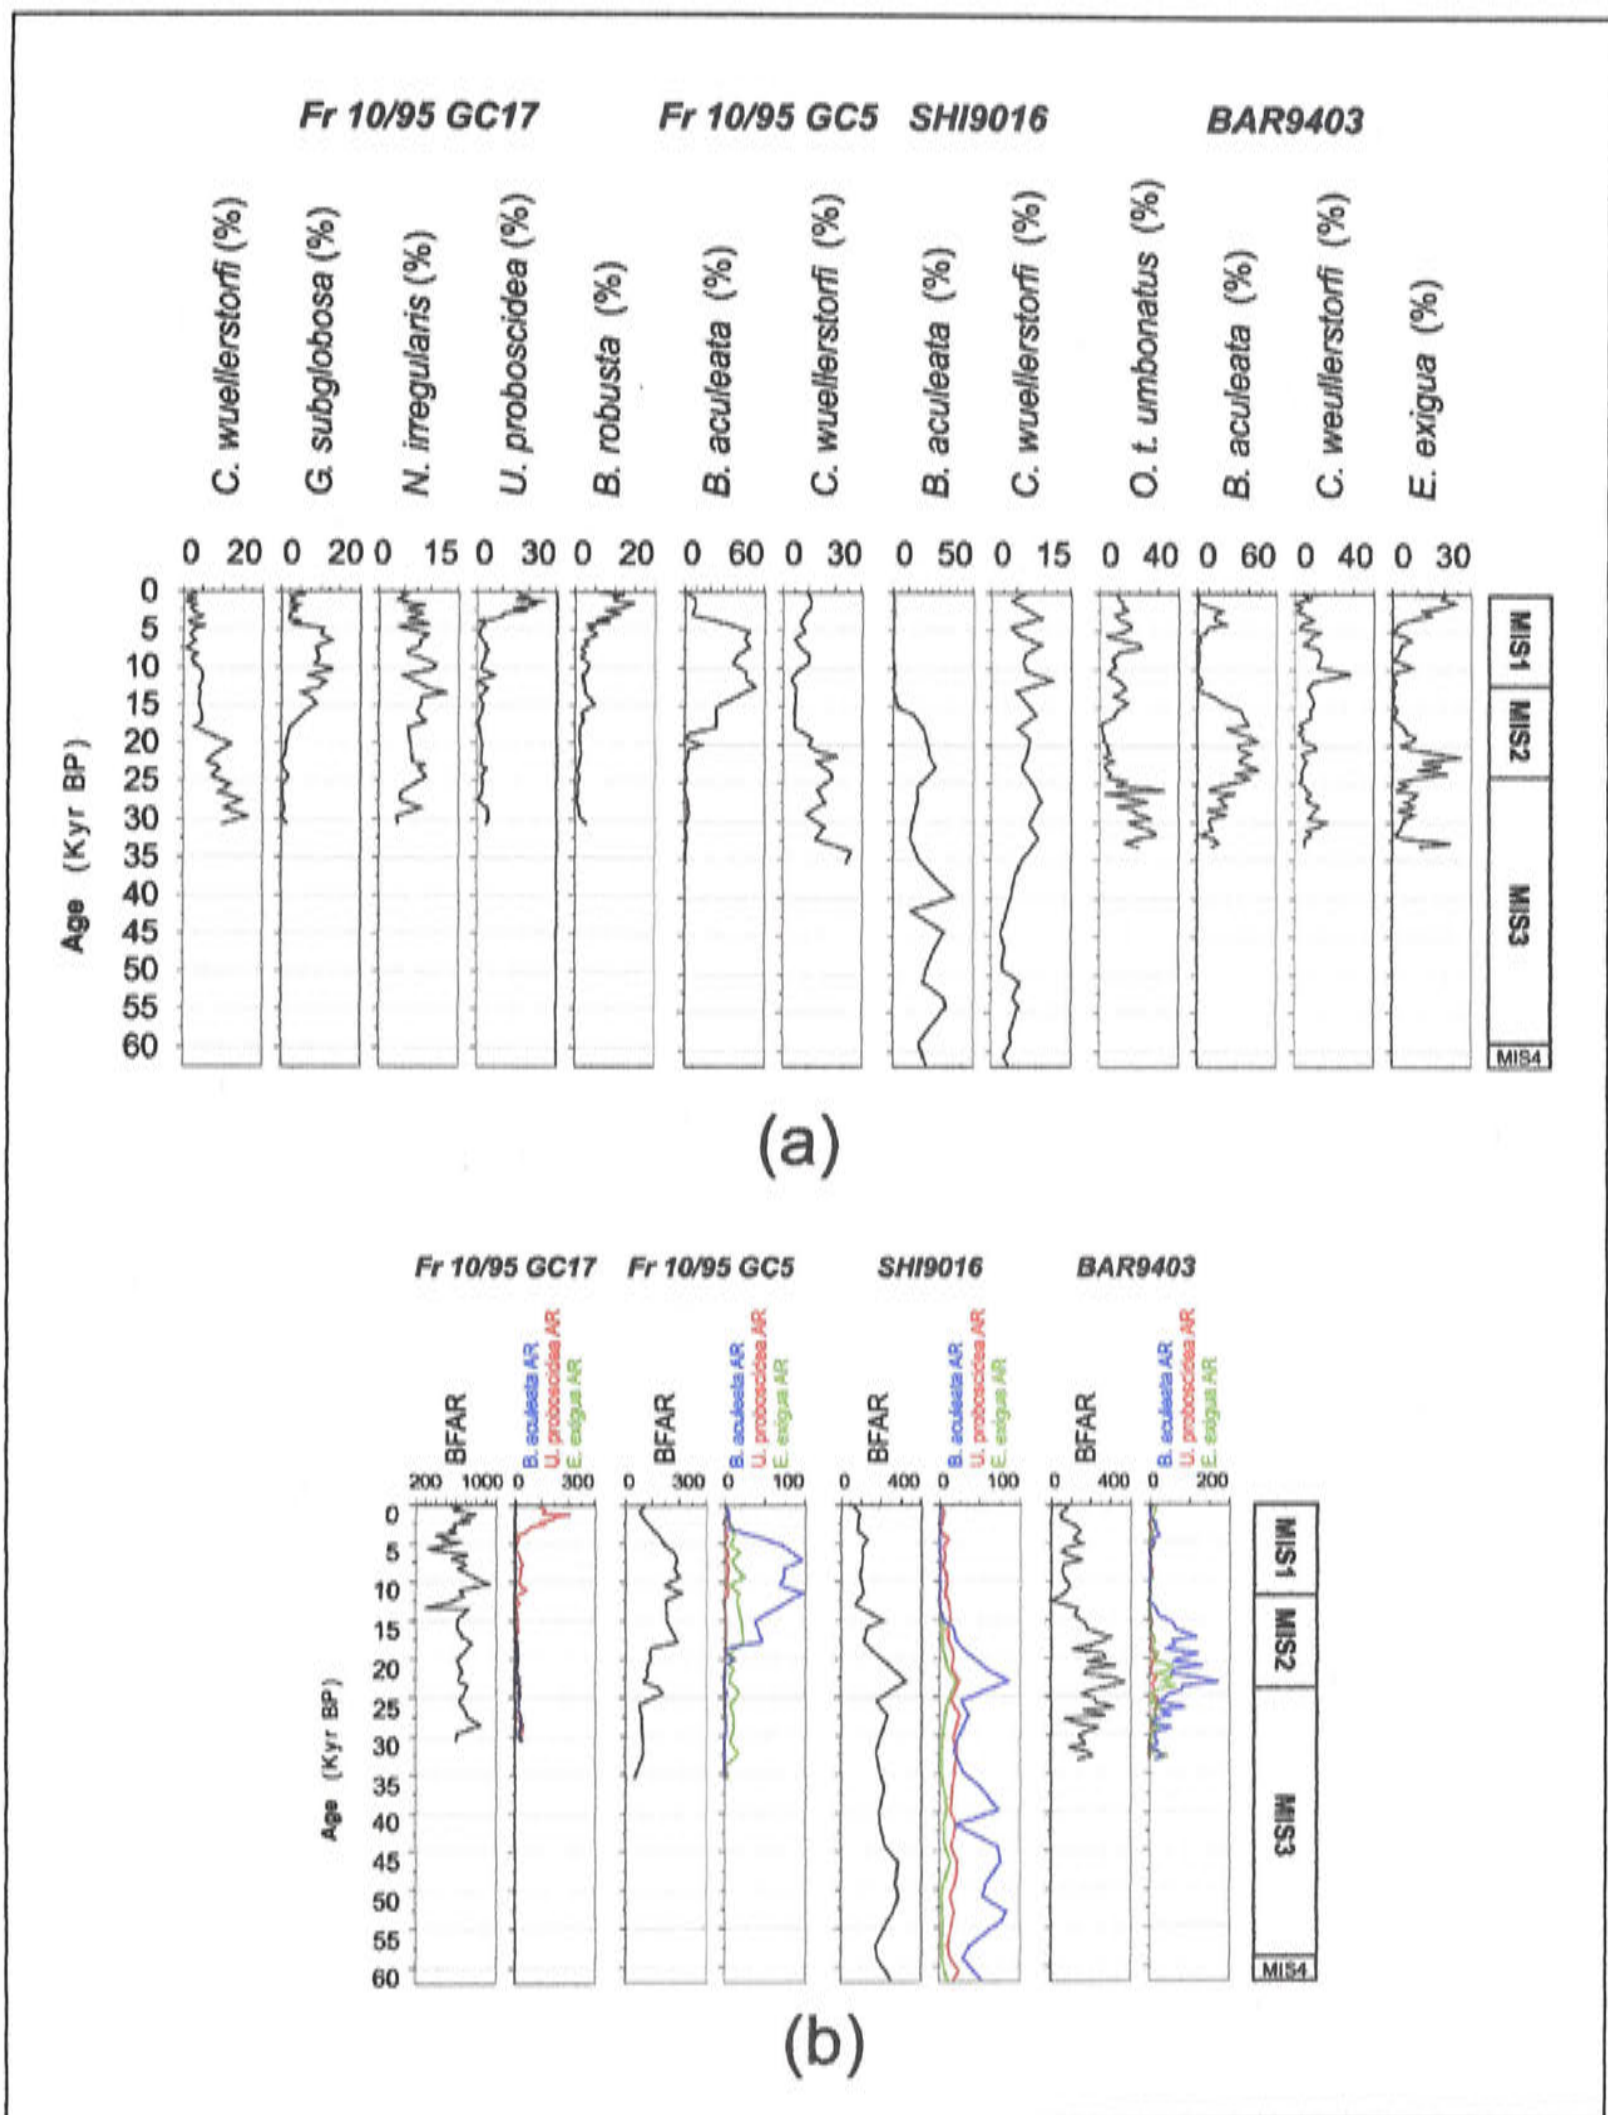 Fr 10/95 GC17 Fr 10/95 GC5 SHI9016 BAR9403
C. wuellerstorfi (%) G. subglobosa (%) N. irregularis (%) U. proboscidea (%) B. robusta (%) B. aculeata (%) C. wuellerstorfi (%) B. aculeata (%) C. wuellerstorfi (%) O. t. umbonatus (%) B. aculeata (%) C. weullerstorfi (%) E. exigua (%)
0 20 0 20 0 15 0 30 0 20 0 60 0 30 0 50 0 15 0 40 0 60 0 40 0 30
Age (Kyr BP)
0
5
10
15
20
25
30
35
40
45
50
55
60
MIS1
MIS2
MIS3
MIS4
(a)
Fr 10/95 GC17 Fr 10/95 GC5 SHI9016 BAR9403
BFAR
B. aculeata AR
U. proboscidea AR
E. exigua AR
BFAR
B. aculeata AR
U. proboscidea AR
E. exigua AR
BFAR
B. aculeata AR
U. proboscidea AR
E. exigua AR
BFAR
B. aculeata AR
U. proboscidea AR
E. exigua AR
200 1000 0 300 0 300 0 100 0 400 0 100 0 400 0 200
Age (Kyr BP)
0
5
10
15
20
25
30
35
40
45
50
55
60
MIS1
MIS2
MIS3
MIS4
(b)